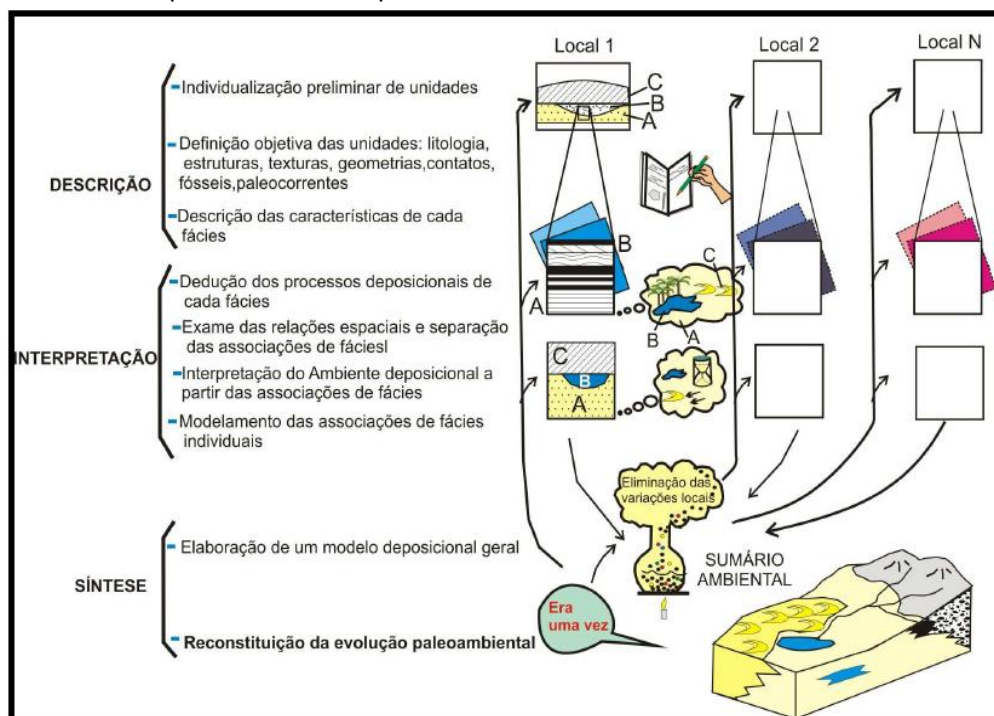 Local 1
Local 2
Local N
C
B
A
DESCRIÇÃO
Individualização preliminar de unidades
Definição objetiva das unidades: litologia,
estruturas, texturas, geometrias,contatos,
fósseis,paleocorrentes
Descrição das características de cada
fácies
B
A
C
B
A
INTERPRETAÇÃO
Dedução dos processos deposicionais de
cada fácies
Exame das relações espaciais e separação
das associações de fáciesl
Interpretação do Ambiente deposicional a
partir das associações de fácies
Modelamento das associações de fácies
individuais
C
B
A
Eliminação das
variações locais
SUMÁRIO
AMBIENTAL
SÍNTESE
Elaboração de um modelo deposicional geral
Reconstituição da evolução paleoambiental
Era
uma vez